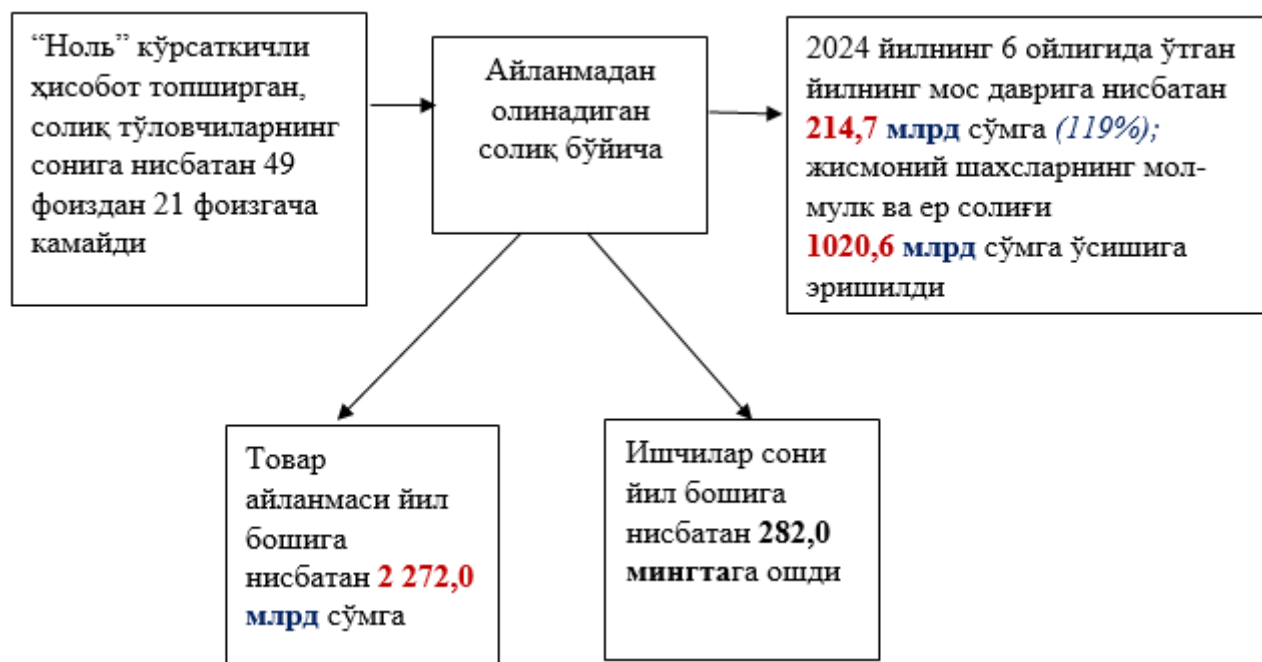 “Ноль” кўрсаткичли
ҳисобот топширган,
солиқ тўловчиларнинг
сонига нисбатан 49
фоиздан 21 фоизгача
камайди
Айланмадан
олинадиган
солиқ бўйича
2024 йилнинг 6 ойлигида ўтган
йилнинг мос даврига нисбатан
214,7 млрд сўмга (119%);
жисмоний шахсларнинг мол-
мулк ва ер солиғи
1020,6 млрд сўмга ўсишига
эришилди
Товар
айланмаси йил
бошига
нисбатан 2 272,0
млрд сўмга
Ишчилар сони
йил бошига
нисбатан 282,0
мингтага ошди